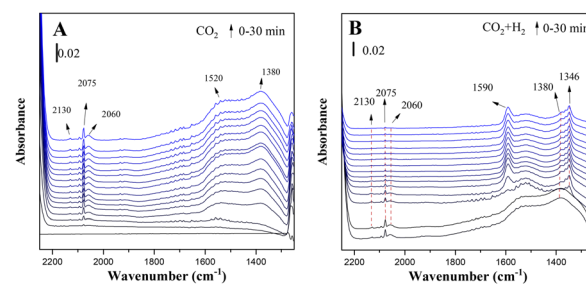 A
CO2 ↑ 0-30 min
0.02
2075
2130
2060
1520
1380
Absorbance
2200
2000
1800
1600
1400
Wavenumber (cm-1)
B
CO2+H2 ↑ 0-30 min
0.02
2075
2130
2060
1590
1380
1346
Absorbance
2200
2000
1800
1600
1400
Wavenumber (cm-1)